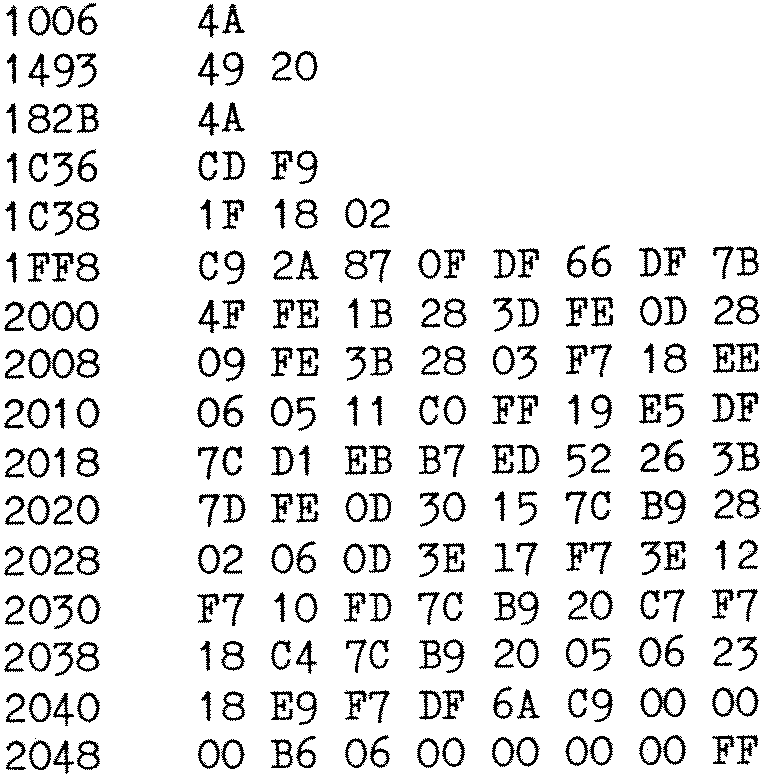 1006 4A
1493 49 20
182B 4A
1C36 CD F9
1C38 1F 18 02
1FF8 C9 2A 87 0F DF 66 DF 7B
2000 4F FE 1B 28 3D FE 0D 28
2008 09 FE 3B 28 03 F7 18 EE
2010 06 05 11 C0 FF 19 E5 DF
2018 7C D1 EB B7 ED 52 26 3B
2020 7D FE 0D 30 15 7C B9 28
2028 02 06 0D 3E 17 F7 3E 12
2030 F7 10 FD 7C B9 20 C7 F7
2038 18 C4 7C B9 20 05 06 23
2040 18 E9 F7 DF 6A C9 00 00
2048 00 B6 06 00 00 00 00 FF